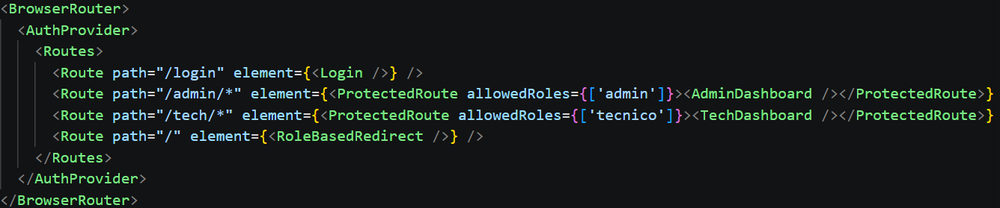 <BrowserRouter>
<AuthProvider>
<Routes>
<Route path="/login" element={<Login />} />
<Route path="/admin/*" element={<ProtectedRoute allowedRoles={['admin']}><AdminDashboard /></ProtectedRoute>}
<Route path="/tech/*" element={<ProtectedRoute allowedRoles={['tecnico']}><TechDashboard /></ProtectedRoute>}
<Route path="/" element={<RoleBasedRedirect />} />
</Routes>
</AuthProvider>
</BrowserRouter>